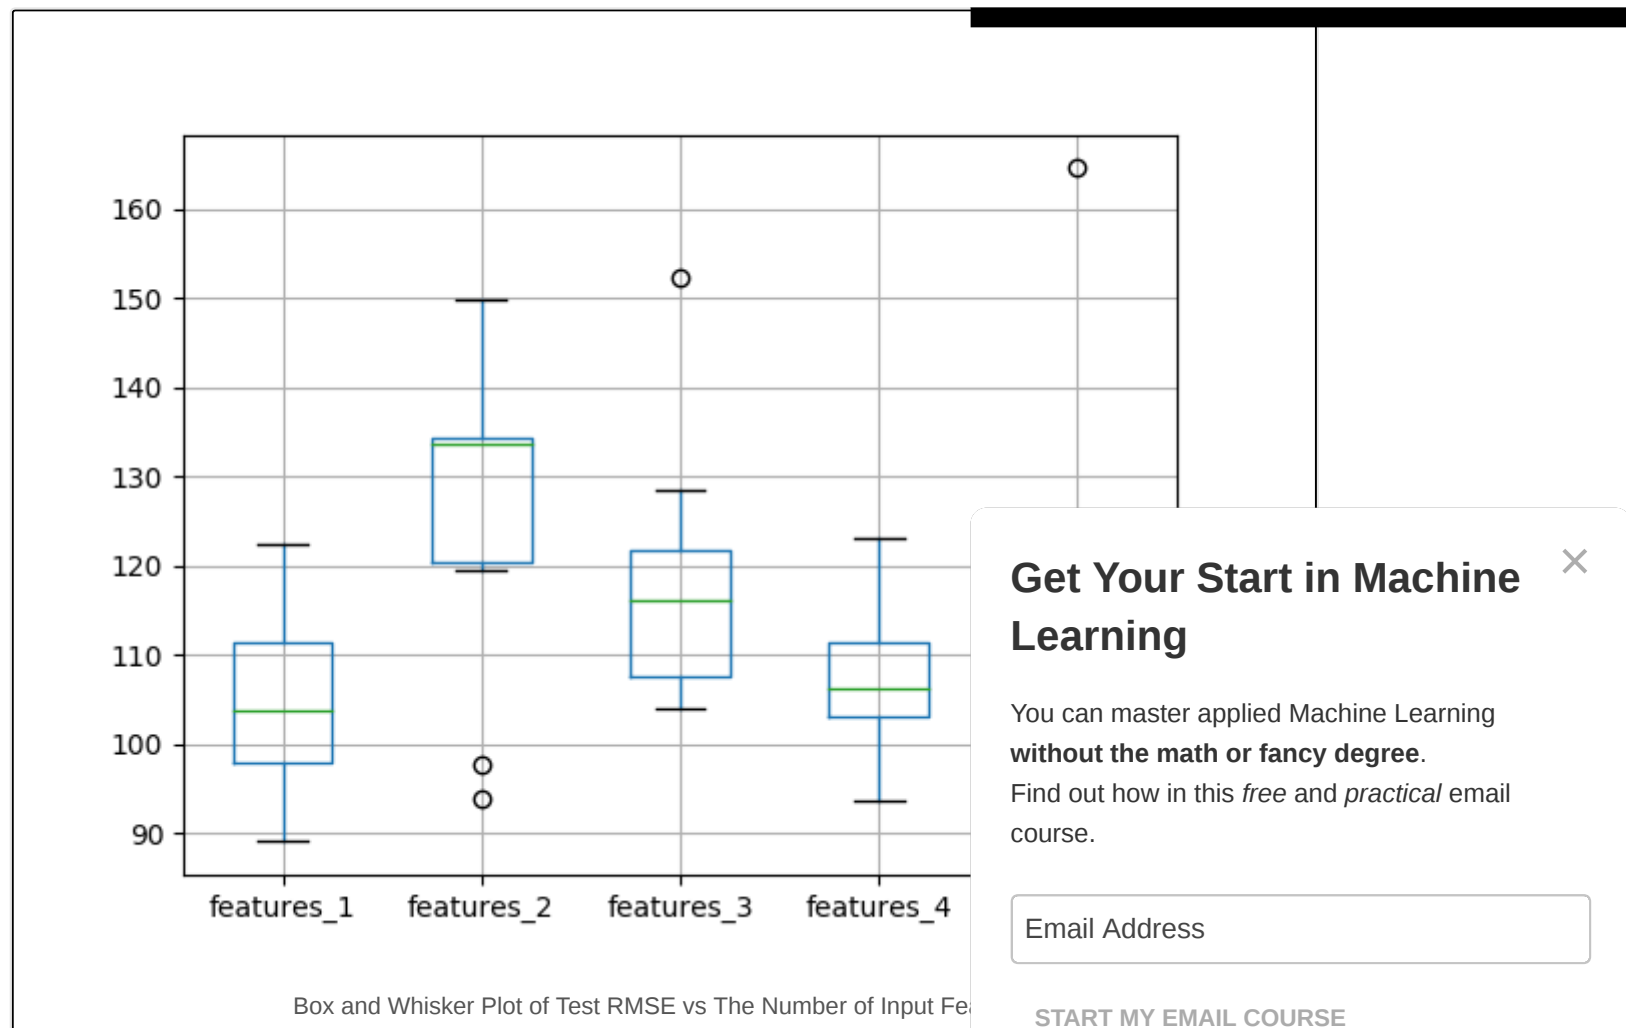 160
150
140
130
120
110
100
90
features_1 features_2 features_3 features_4
Box and Whisker Plot of Test RMSE vs The Number of Input
Get Your Start in Machine
Learning
You can master applied Machine Learning
without the math or fancy degree.
Find out how in this free and practical email
course.
Email Address
START MY EMAIL COURSE